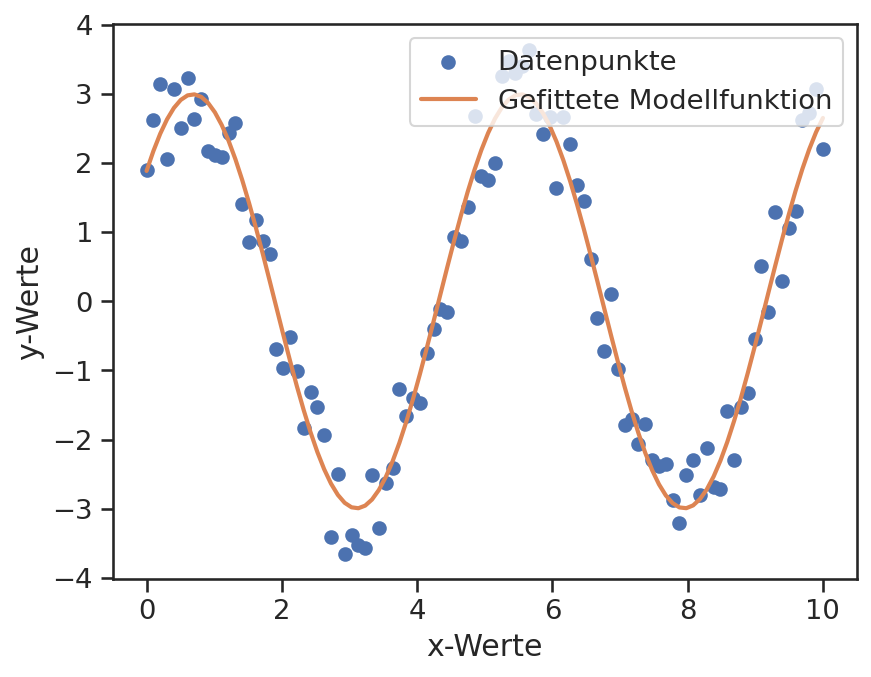 Datenpunkte
Gefittete Modellfunktion
4
3
2
1
0
−1
−2
−3
−4
y-Werte
0 2 4 6 8 10
x-Werte